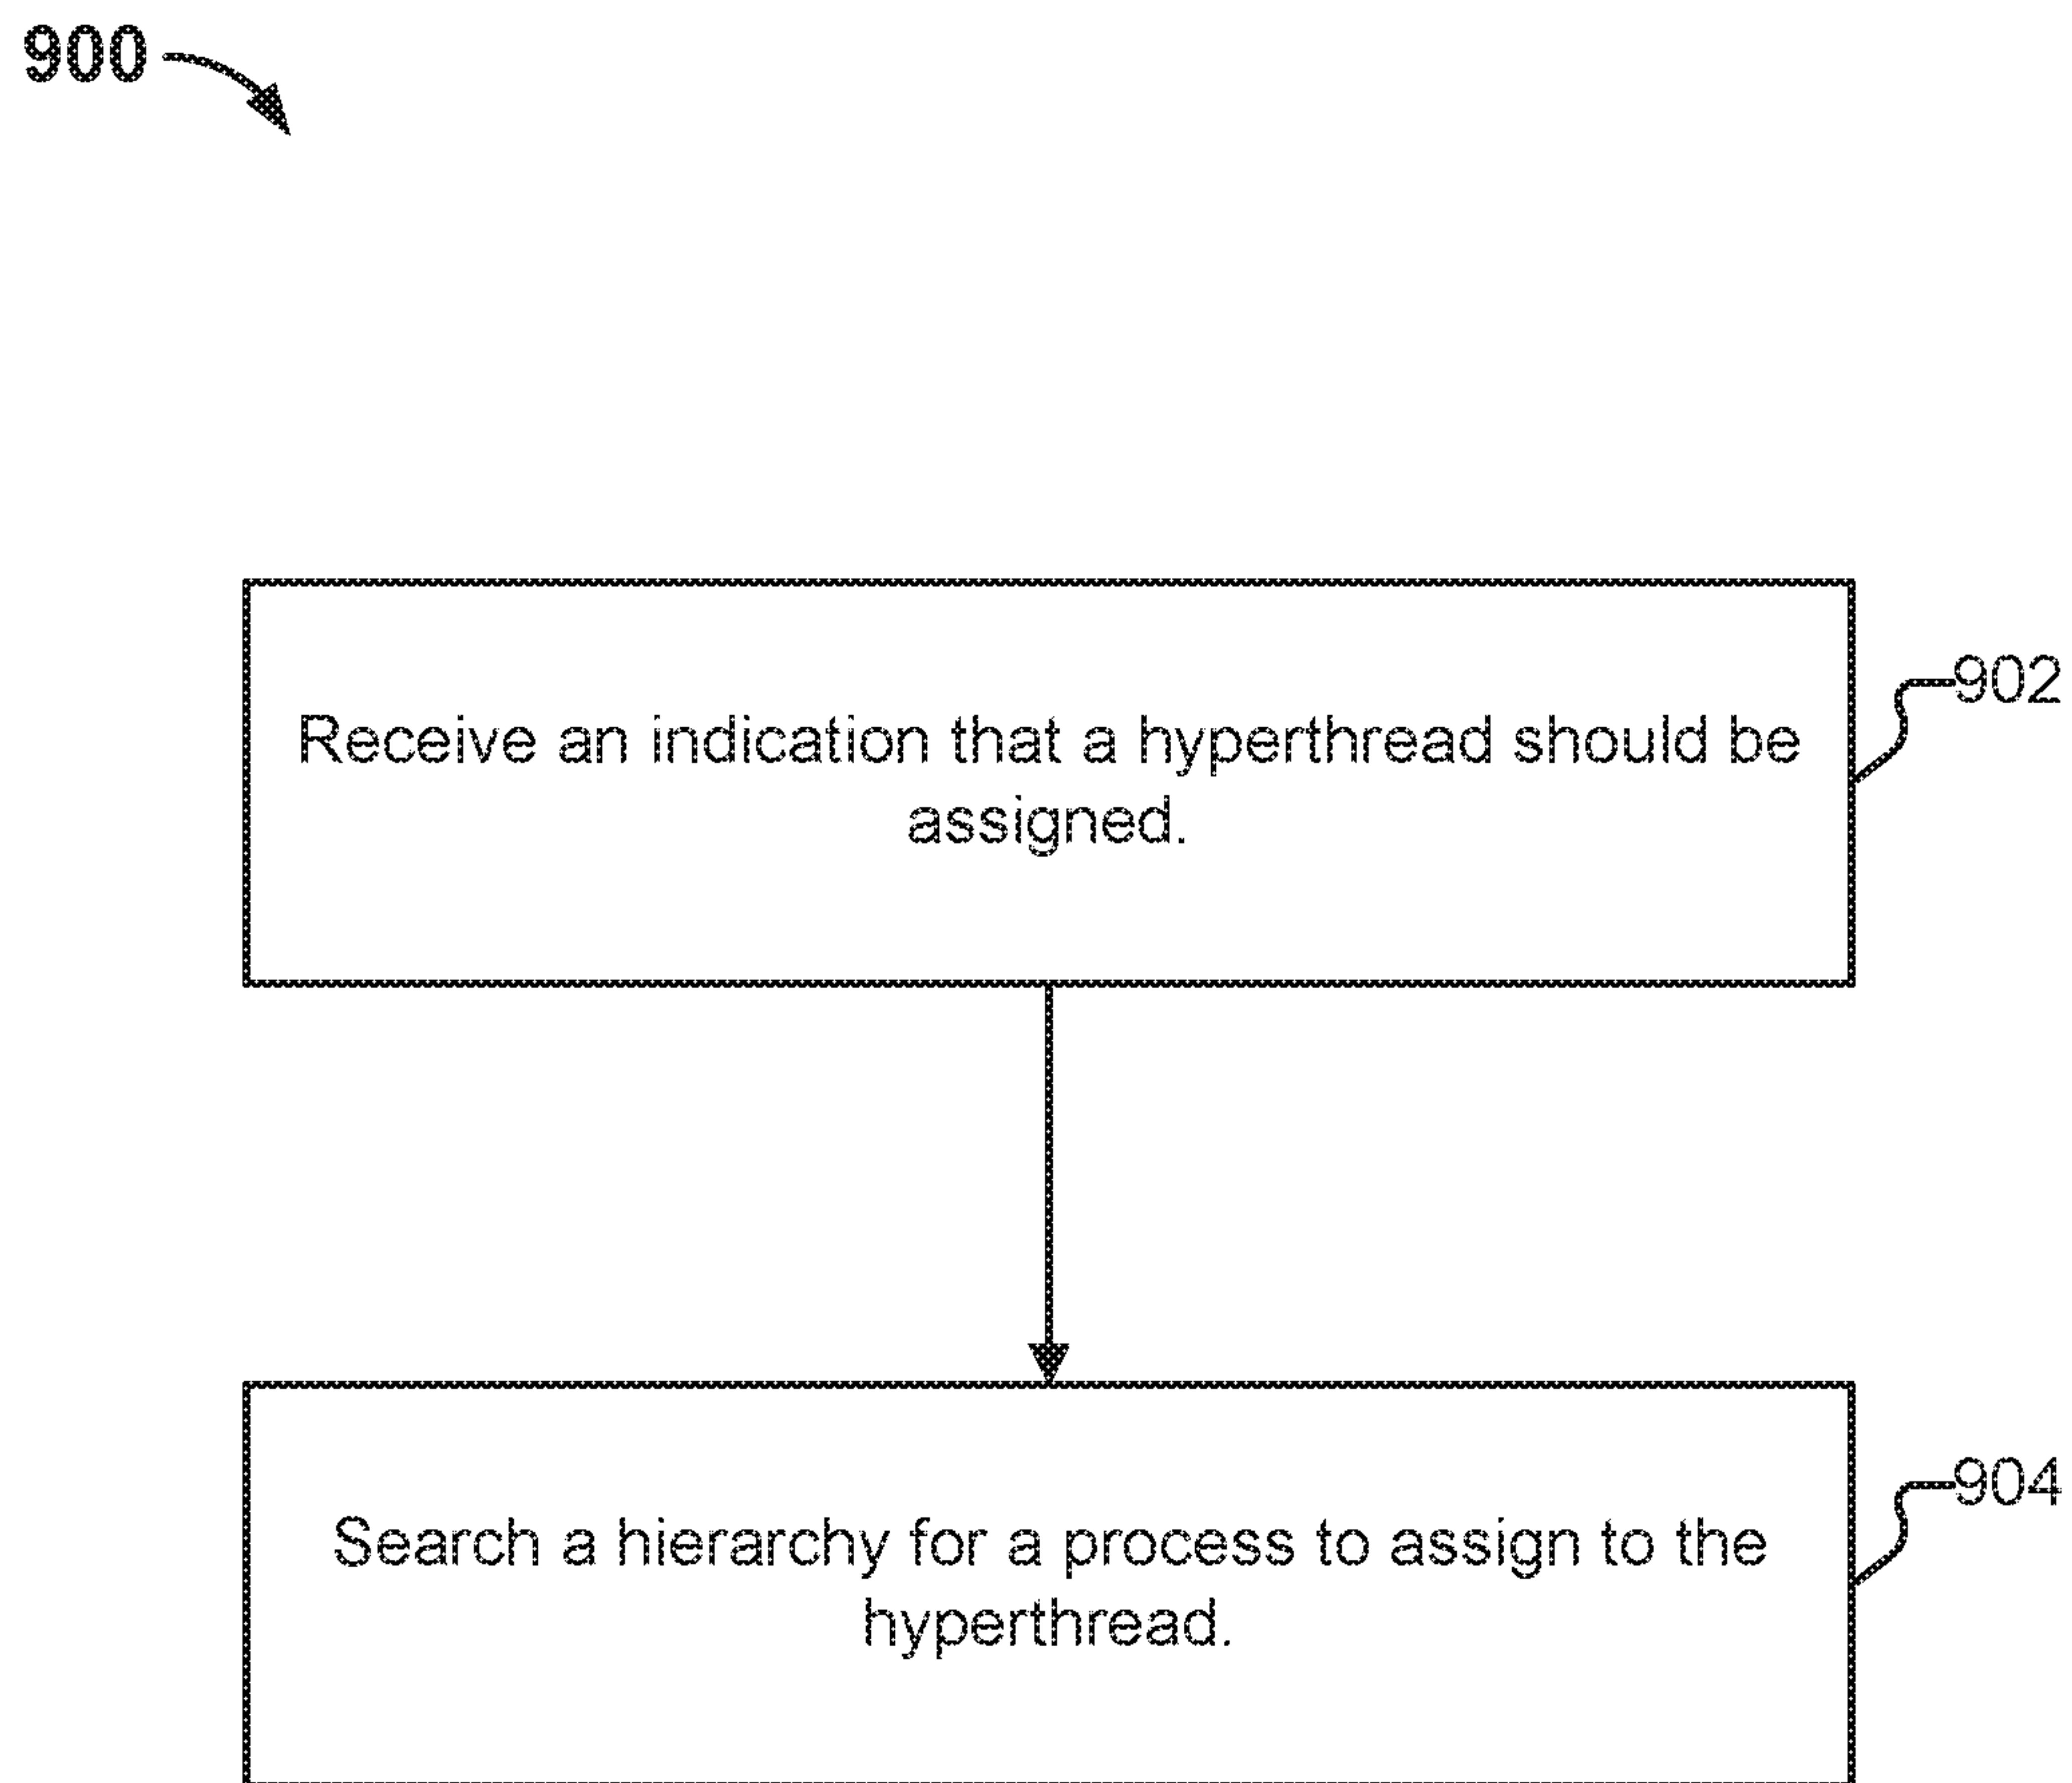 900
Receive an indication that a hyperthread should be
assigned.
902
Search a hierarchy for a process to assign to the
hyperthread.
904